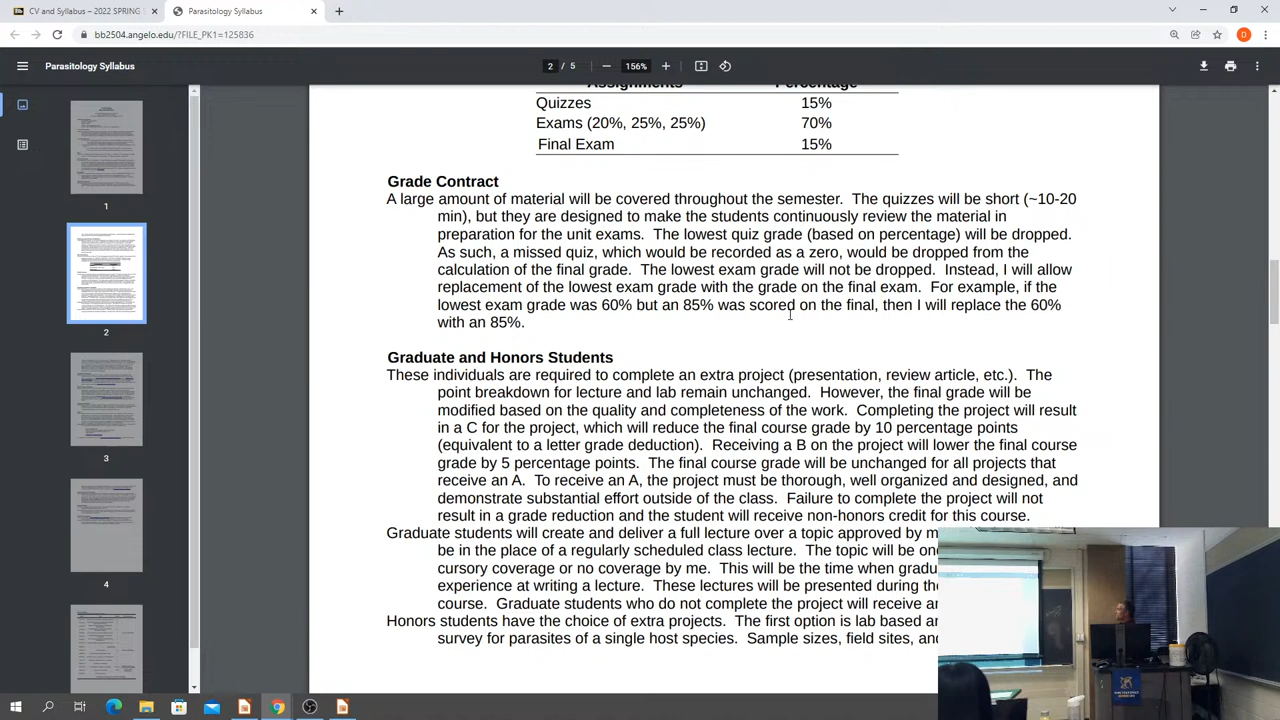 CV and Syllabus – 2022 SPRING
Parasitology Syllabus
bb2504.angelo.edu/?FILE_PK1=125836
Parasitology Syllabus
2 / 5
156%
1
2
3
4
Assignments Percentage
Quizzes 15%
Exams (20%, 25%, 25%) 70%
Final Exam 15%
Grade Contract
A large amount of material will be covered throughout the semester. The quizzes will be short (~10-20
min), but they are designed to make the students continuously review the material in
preparation for the unit exams. The lowest quiz grade (based on percentage) will be dropped.
As such, a missed quiz, which would be recorded as a zero, would be dropped from the
calculation of the final grade. The lowest exam grade will not be dropped. Instead, I will allow
replacement of the lowest exam grade with the grade on the final exam. For example, if the
lowest exam grade was 60% but an 85% was scored on the final, then I will replace the 60%
with an 85%.
Graduate and Honors Students
These individuals are required to complete an extra project (presentation, review article, etc.). The
point breakdown for lecture and lab remain unchanged. However, the final grade will be
modified based on the quality and completeness of the work. Completing the project will result
in a C for the project, which will reduce the final course grade by 10 percentage points
(equivalent to a letter grade deduction). Receiving a B on the project will lower the final course
grade by 5 percentage points. The final course grade will be unchanged for all projects that
receive an A. To receive an A, the project must be thorough, well organized and designed, and
demonstrate substantial effort outside of the class. Failure to complete the project will not
result in a grade reduction and the student will receive non-honors credit for this course.
Graduate students will create and deliver a full lecture over a topic approved by m
be in the place of a regularly scheduled class lecture. The topic will be one
cursory coverage or no coverage by me. This will be the time when gradu
experience at writing a lecture. These lectures will be presented during the
course. Graduate students who do not complete the project will receive an
Honors students have the choice of extra projects. The first option is lab based an
survey for parasites of a single host species. Sample sizes, field sites, and